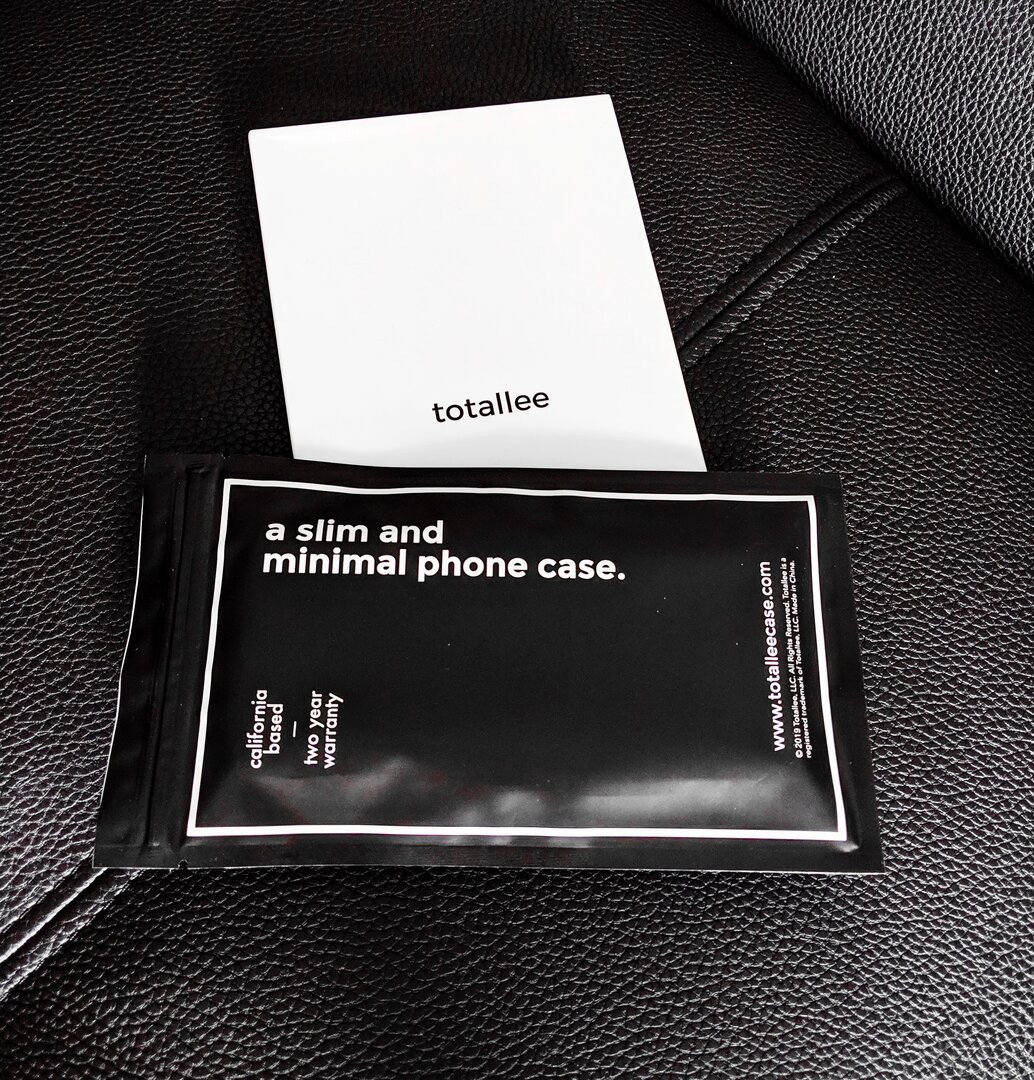 totallee
a slim and
minimal phone case.
california
based
—
two year
warranty
www.totalleecase.com
© 2019 Totallee, LLC. All Rights Reserved. Totallee is a
registered trademark of Totallee, LLC. Made in China.